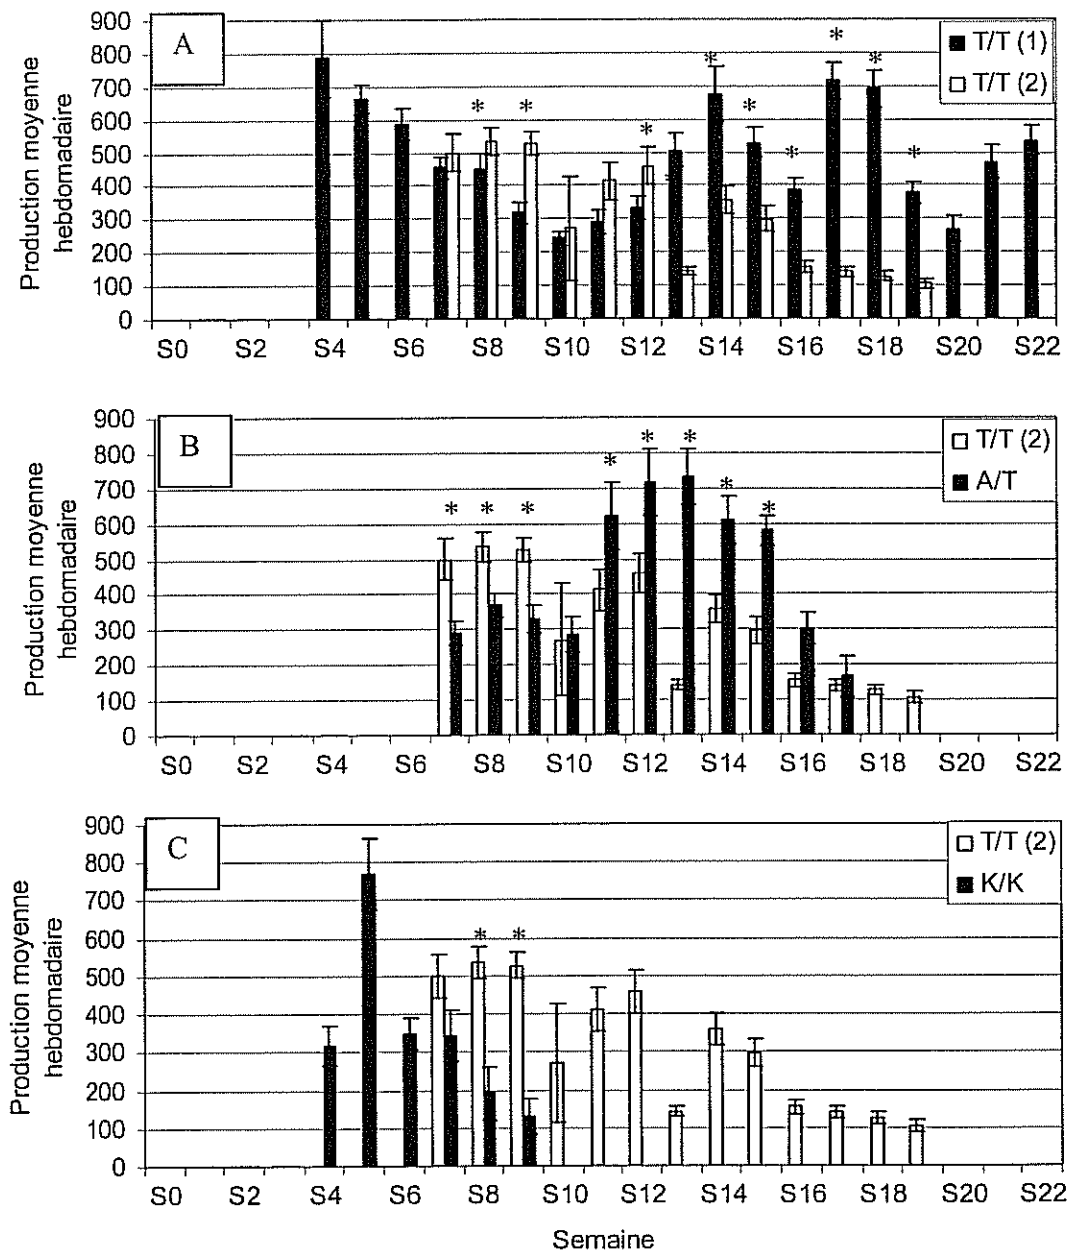 A
T/T (1)
T/T (2)
Production moyenne
hebdomadaire
900
800
700
600
500
400
300
200
100
0
* * * * * * * * *
S0 S2 S4 S6 S8 S10 S12 S14 S16 S18 S20 S22
B
T/T (2)
A/T
Production moyenne
hebdomadaire
900
800
700
600
500
400
300
200
100
0
* * * * * * * *
S0 S2 S4 S6 S8 S10 S12 S14 S16 S18 S20 S22
C
T/T (2)
K/K
Production moyenne
hebdomadaire
900
800
700
600
500
400
300
200
100
0
* *
S0 S2 S4 S6 S8 S10 S12 S14 S16 S18 S20 S22
Semaine